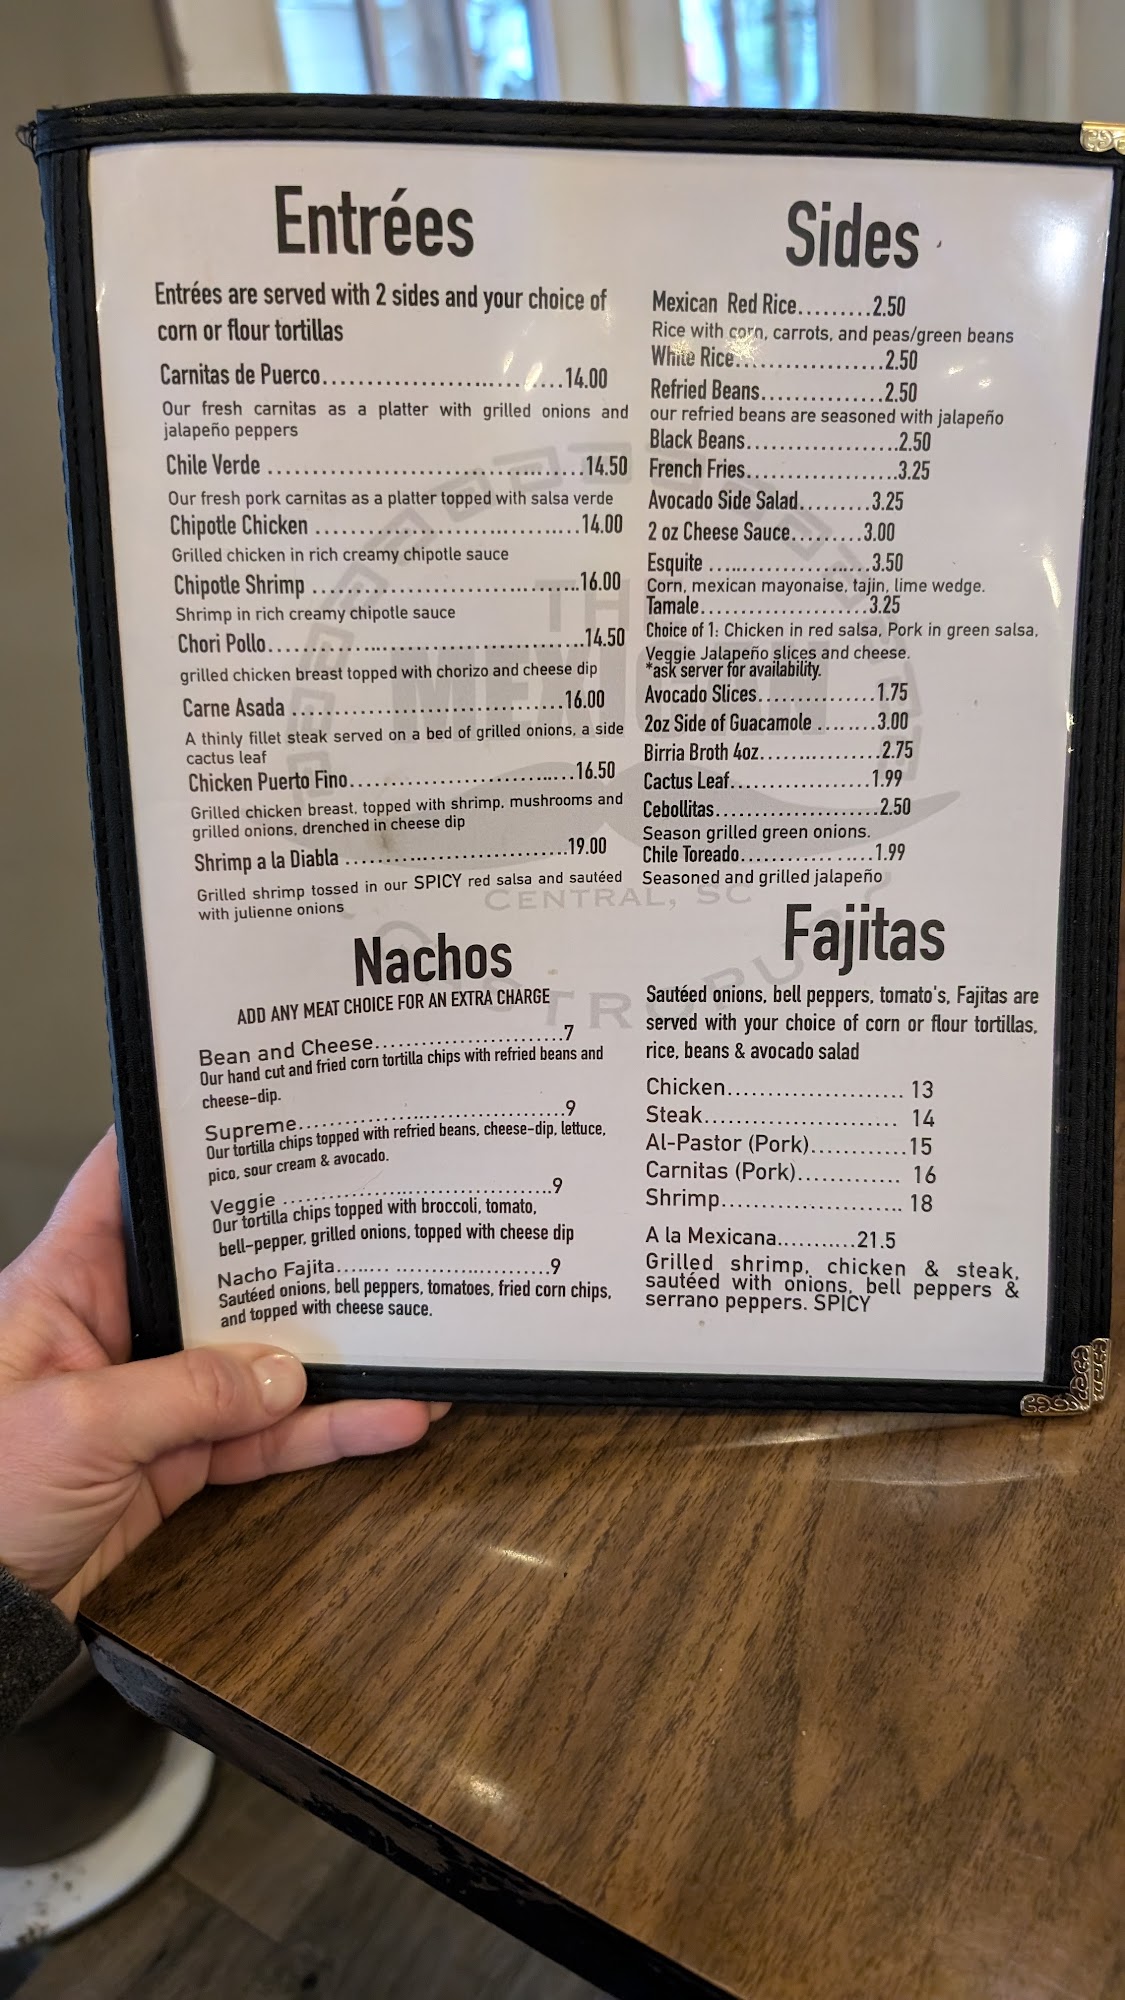 Entrées
Entrées are served with 2 sides and your choice of
corn or flour tortillas
Carnitas de Puerco........................14.00
Our fresh carnitas as a platter with grilled onions and
jalapeño peppers
Chile Verde ........................14.50
Our fresh pork carnitas as a platter topped with salsa verde
Chipotle Chicken ........................14.00
Grilled chicken in rich creamy chipotle sauce
Chipotle Shrimp ........................16.00
Shrimp in rich creamy chipotle sauce
Chori Pollo........................14.50
grilled chicken breast topped with chorizo and cheese dip
Carne Asada ........................16.00
A thinly fillet steak served on a bed of grilled onions, a side
cactus leaf
Chicken Puerto Fino........................16.50
Grilled chicken breast, topped with shrimp, mushrooms and
grilled onions, drenched in cheese dip
Shrimp a la Diabla ........................19.00
Grilled shrimp tossed in our SPICY red salsa and sautéed
with julienne onions
Nachos
ADD ANY MEAT CHOICE FOR AN EXTRA CHARGE
Bean and Cheese........................7
Our hand cut and fried corn tortilla chips with refried beans and
cheese-dip.
Supreme........................9
Our tortilla chips topped with refried beans, cheese-dip, lettuce,
pico, sour cream & avocado.
Veggie ........................9
Our tortilla chips topped with broccoli, tomato,
bell-pepper, grilled onions, topped with cheese dip
Nacho Fajita........................9
Sautéed onions, bell peppers, tomatoes, fried corn chips,
and topped with cheese sauce.
Sides
Mexican Red Rice.........2.50
Rice with corn, carrots, and peas/green beans
White Rice..................2.50
Refried Beans...............2.50
our refried beans are seasoned with jalapeño
Black Beans..................2.50
French Fries..................3.25
Avocado Side Salad.........3.25
2 oz Cheese Sauce.........3.00
Esquite ....................3.50
Corn, mexican mayonaise, tajin, lime wedge.
Tamale....................3.25
Choice of 1: Chicken in red salsa, Pork in green salsa,
Veggie Jalapeño slices and cheese.
*ask server for availability.
Avocado Slices..............1.75
2oz Side of Guacamole ........3.00
Birria Broth 4oz...............2.75
Cactus Leaf.................1.99
Cebollitas....................2.50
Season grilled green onions.
Chile Toreado................1.99
Seasoned and grilled jalapeño
Fajitas
Sautéed onions, bell peppers, tomato's, Fajitas are
served with your choice of corn or flour tortillas,
rice, beans & avocado salad
Chicken........................ 13
Steak.......................... 14
Al-Pastor (Pork)............15
Carnitas (Pork)............. 16
Shrimp........................ 18
A la Mexicana...........21.5
Grilled shrimp, chicken & steak,
sautéed with onions, bell peppers &
serrano peppers. SPICY
THE
MEXICAN
CENTRAL, SC